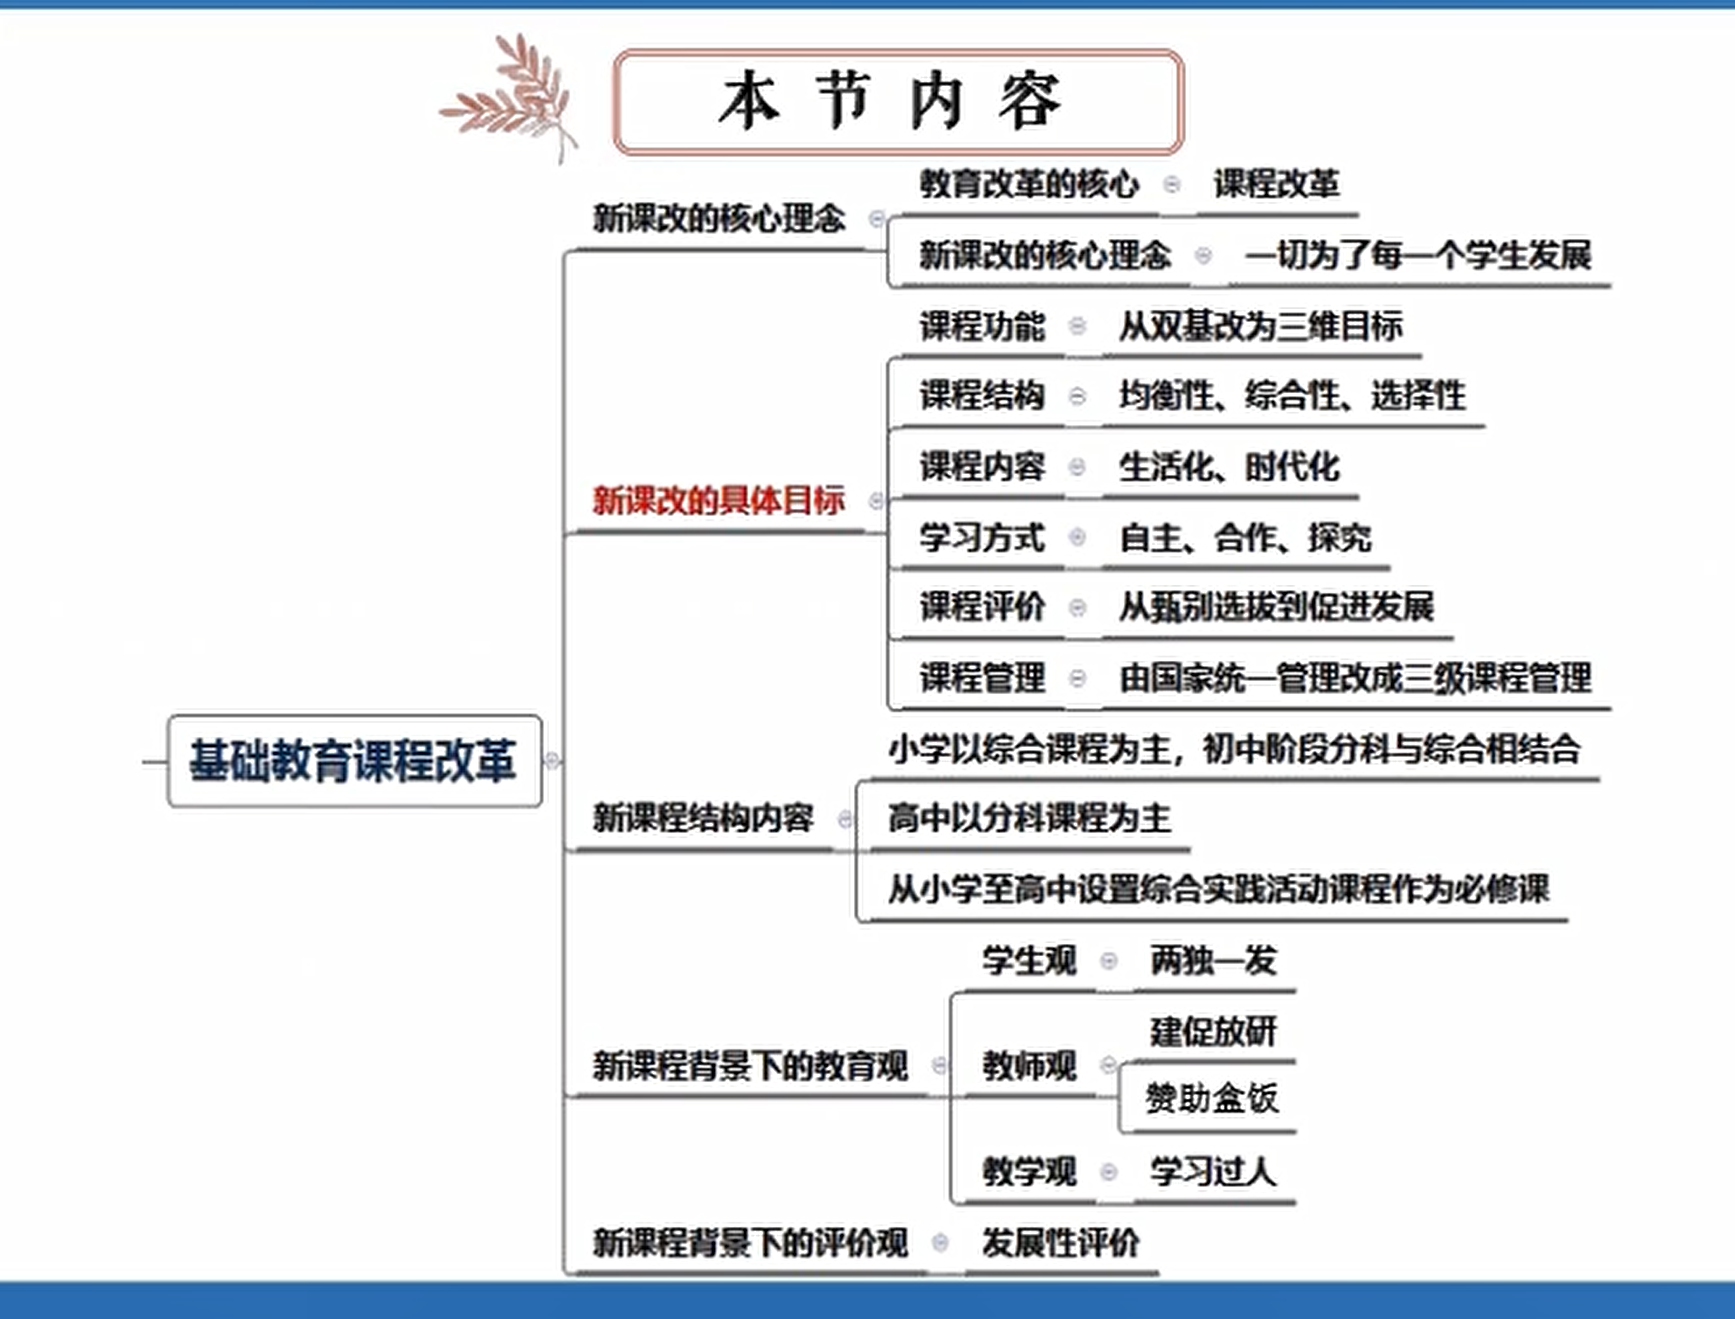 本节内容
教育改革的核心 课程改革
新课改的核心理念
新课改的核心理念 一切为了每一个学生发展
课程功能 从双基改为三维目标
课程结构 均衡性、综合性、选择性
课程内容 生活化、时代化
新课改的具体目标
学习方式 自主、合作、探究
课程评价 从甄别选拔到促进发展
课程管理 由国家统一管理改成三级课程管理
基础教育课程改革
小学以综合课程为主，初中阶段分科与综合相结合
新课程结构内容 高中以分科课程为主
从小学至高中设置综合实践活动课程作为必修课
学生观 两独一发
建促放研
新课程背景下的教育观 教师观
赞助盒饭
教学观 学习过人
新课程背景下的评价观 发展性评价